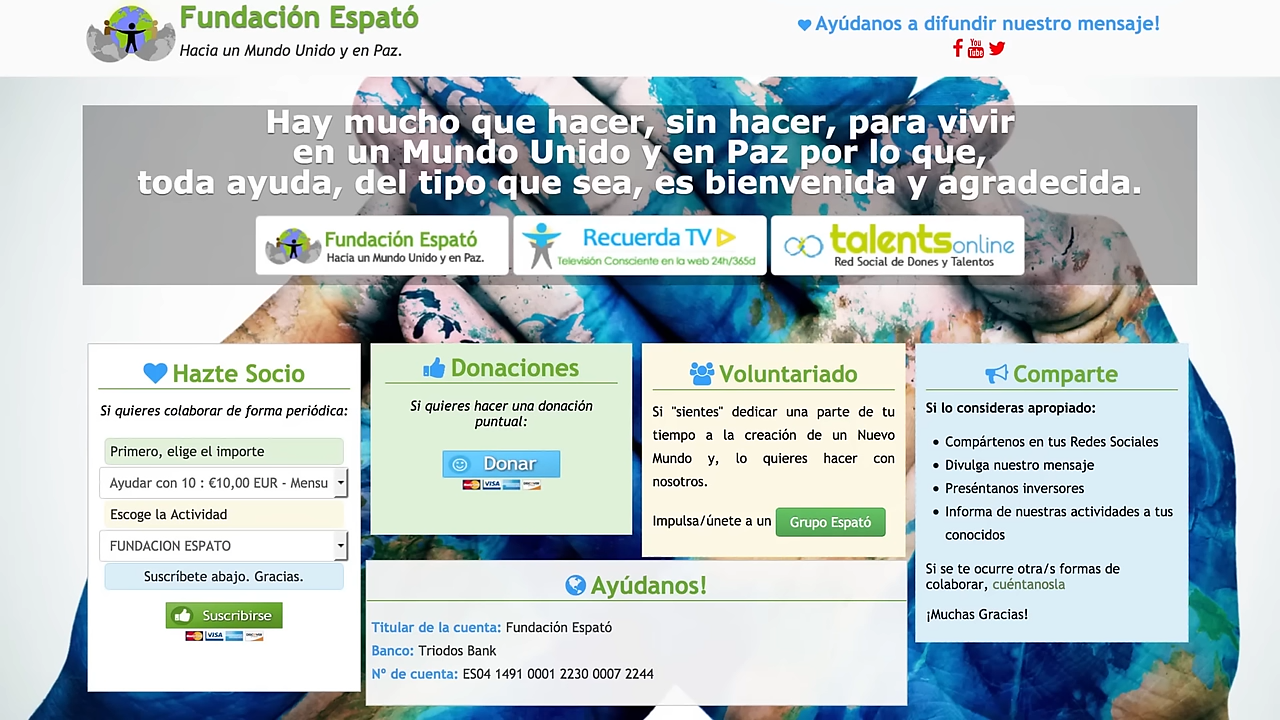 Fundación Espató
Hacia un Mundo Unido y en Paz.
Ayúdanos a difundir nuestro mensaje!
You
Tube
Hay mucho que hacer, sin hacer, para vivir
en un Mundo Unido y en Paz por lo que,
toda ayuda, del tipo que sea, es bienvenida y agradecida.
Fundación Espató
Hacia un Mundo Unido y en Paz.
Recuerda TV
Televisión Consciente en la web 24h/365d
talentsonline
Red Social de Dones y Talentos
Hazte Socio
Si quieres colaborar de forma periódica:
Primero, elige el importe
Ayudar con 10 : €10,00 EUR - Mensu
Escoge la Actividad
FUNDACION ESPATO
Suscríbete abajo. Gracias.
Suscribirse
VISA
Donaciones
Si quieres hacer una donación
puntual:
Donar
VISA
Voluntariado
Si "sientes" dedicar una parte de tu
tiempo a la creación de un Nuevo
Mundo y, lo quieres hacer con
nosotros.
Impulsa/únete a un Grupo Espató
Ayúdanos!
Titular de la cuenta: Fundación Espató
Banco: Triodos Bank
Nº de cuenta: ES04 1491 0001 2230 0007 2244
Comparte
Si lo consideras apropiado:
• Compártenos en tus Redes Sociales
• Divulga nuestro mensaje
• Preséntanos inversores
• Informa de nuestras actividades a tus
conocidos
Si se te ocurre otra/s formas de
colaborar, cuéntanosla
¡Muchas Gracias!